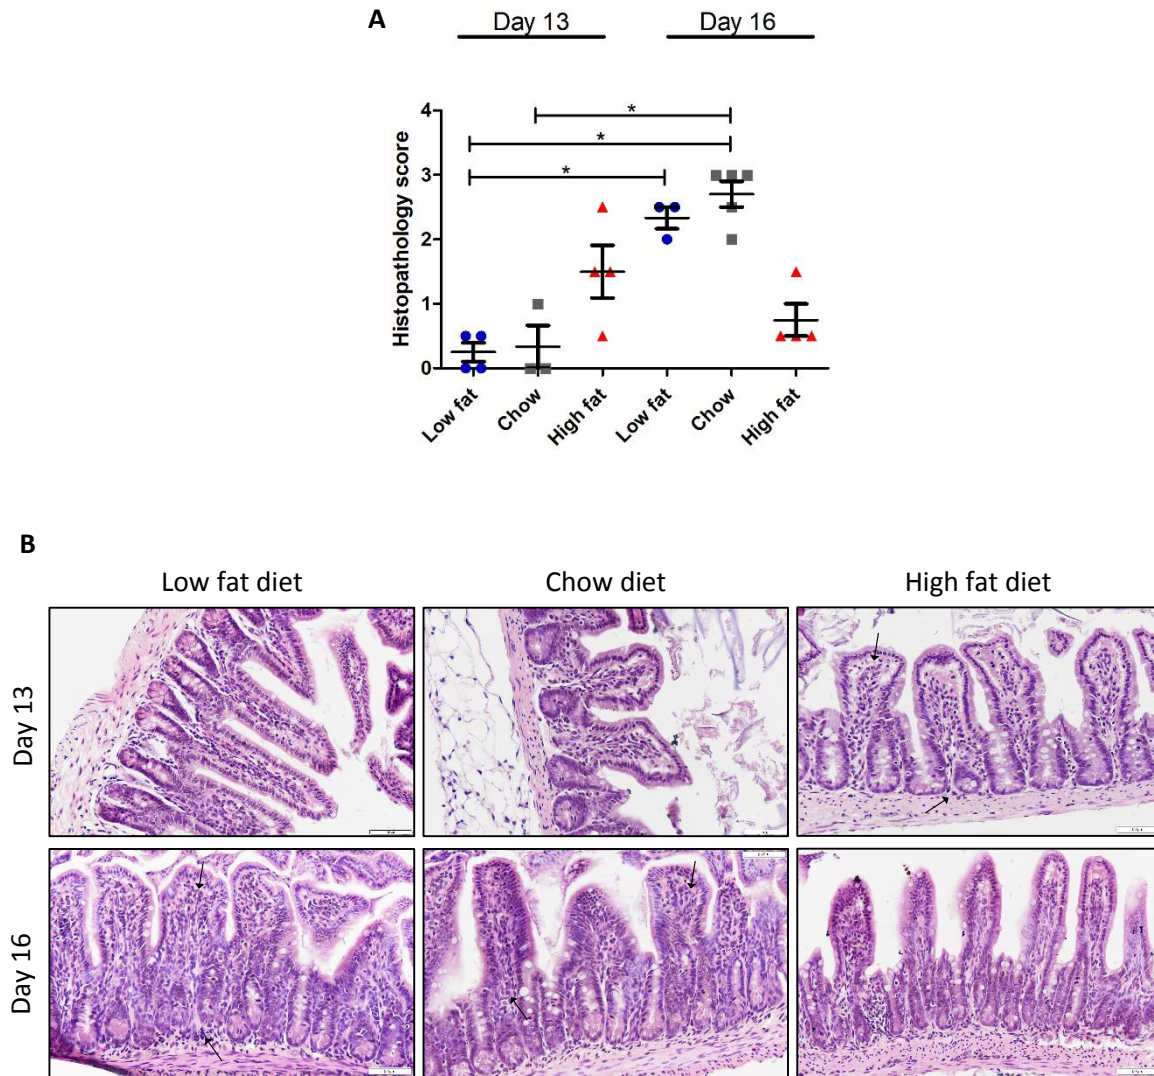 A
Day 13 Day 16
* 
*
*
Histopathology score
4
3
2
1
0
Low fat Chow High fat Low fat Chow High fat
B
Low fat diet Chow diet High fat diet
Day 13
Day 16